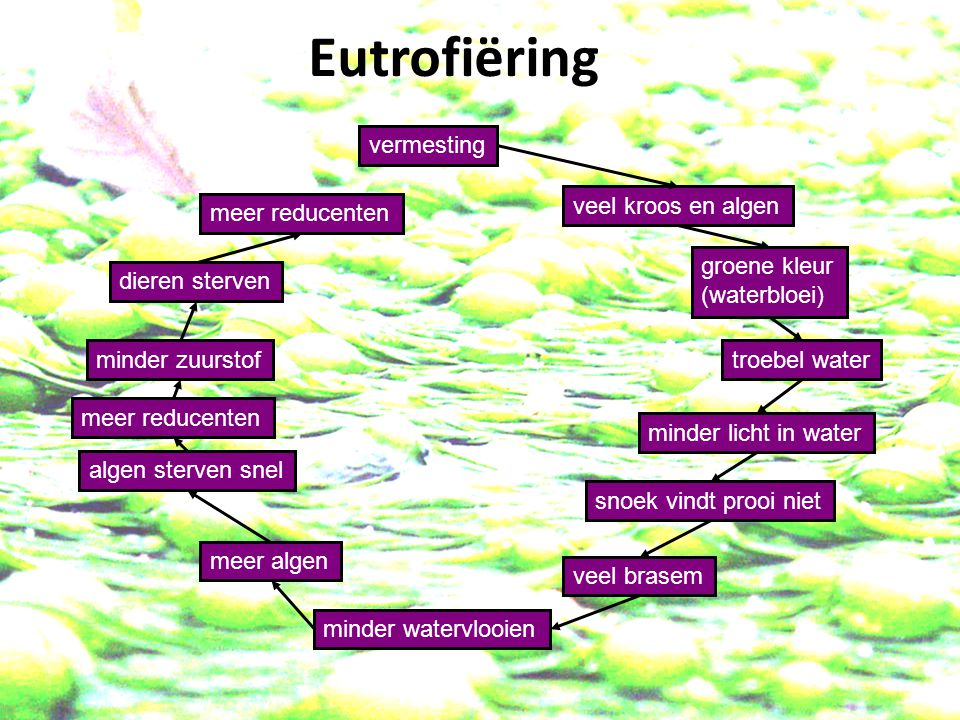 Eutrofiëring
vermesting
veel kroos en algen
groene kleur
(waterbloei)
troebel water
minder licht in water
snoek vindt prooi niet
veel brasem
minder watervlooien
meer algen
algen sterven snel
meer reducenten
minder zuurstof
dieren sterven
meer reducenten